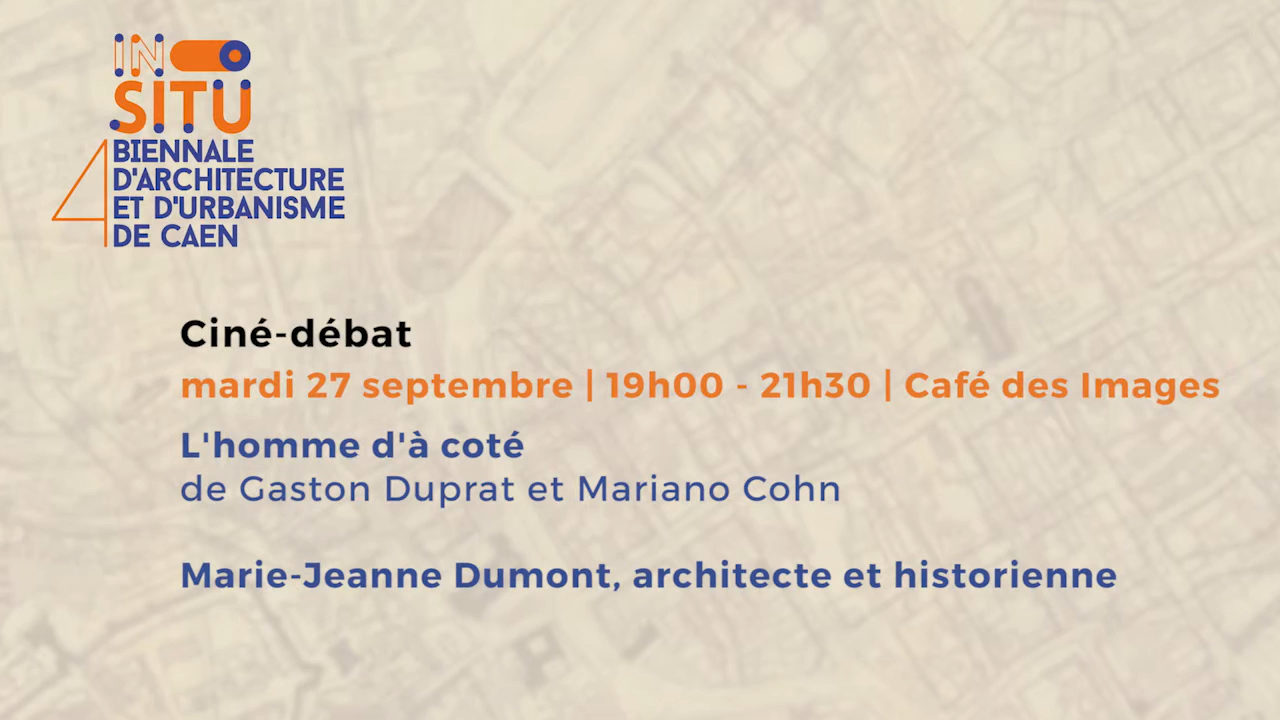 IN
SITU
4
BIENNALE
D'ARCHITECTURE
ET D'URBANISME
DE CAEN
Ciné-débat
mardi 27 septembre | 19h00 - 21h30 | Café des Images
L'homme d'à coté
de Gaston Duprat et Mariano Cohn
Marie-Jeanne Dumont, architecte et historienne